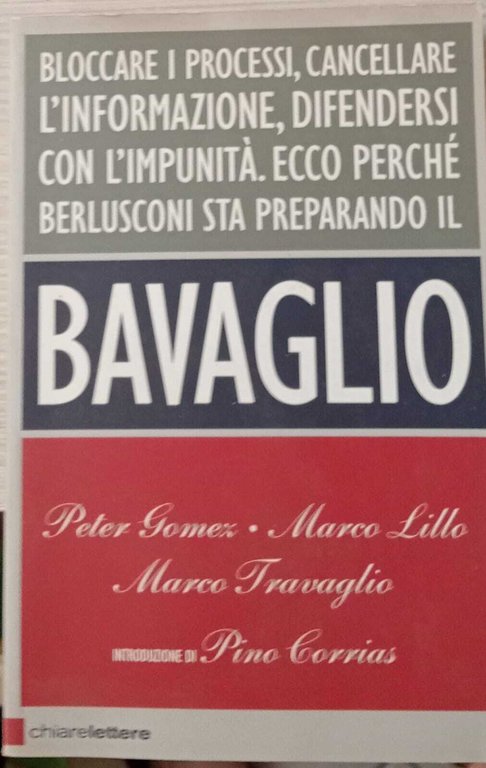 BLOCCARE I PROCESSI, CANCELLARE
L'INFORMAZIONE, DIFENDERSI
CON L'IMPUNITÀ. ECCO PERCHÉ
BERLUSCONI STA PREPARANDO IL
BAVAGLIO
Peter Gomez • Marco Lillo
Marco Travaglio
INTRODUZIONE DI Pino Corrias
chiarelettere